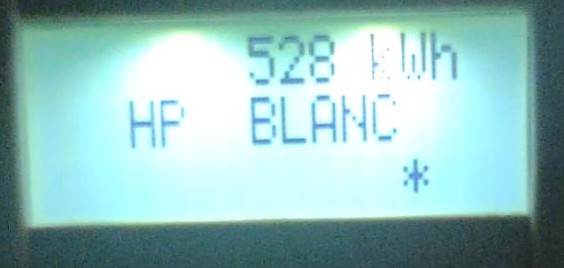 528 kWh
HP BLANC
*